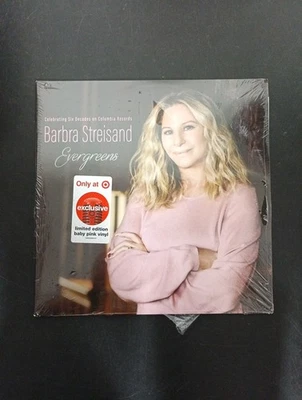 Celebrating Six Decades on Columbia Records
Barbra Streisand
Evergreens
Only at
exclusive
limited edition
baby pink vinyl